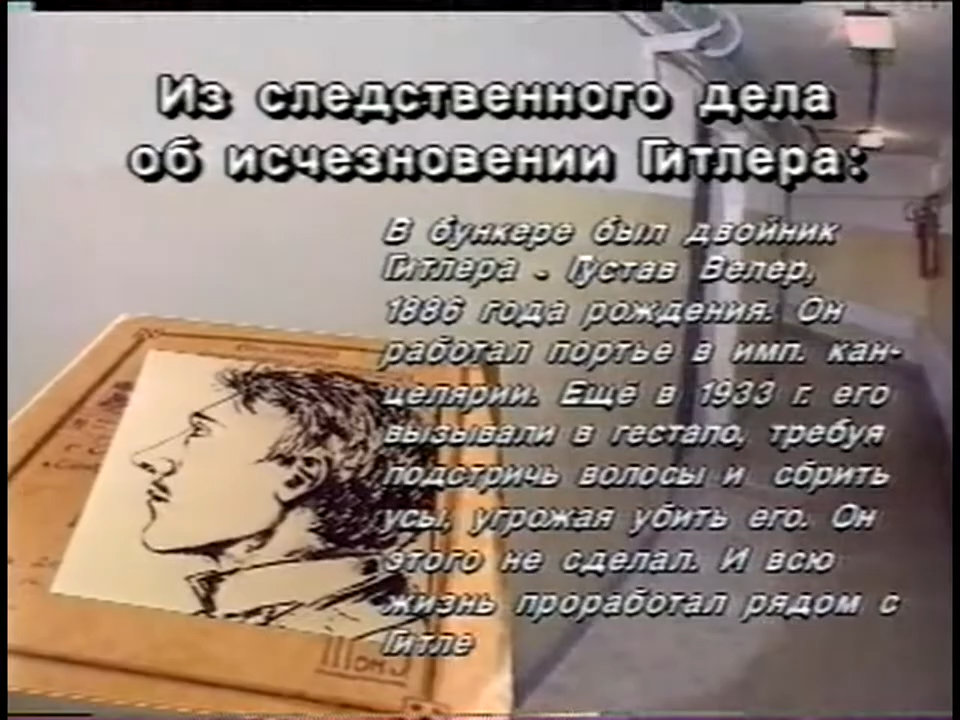 Из следственного дела
об исчезновении Гитлера:
В бункере был двойник
Гитлера - Густав Велер,
1886 года рождения. Он
работал портье в имп. кан-
целярии. Ещё в 1933 г. его
вызывали в гестапо, требуя
подстричь волосы и сбрить
усы, угрожая убить его. Он
этого не сделал. И всю
жизнь проработал рядом с
Гитле
Том